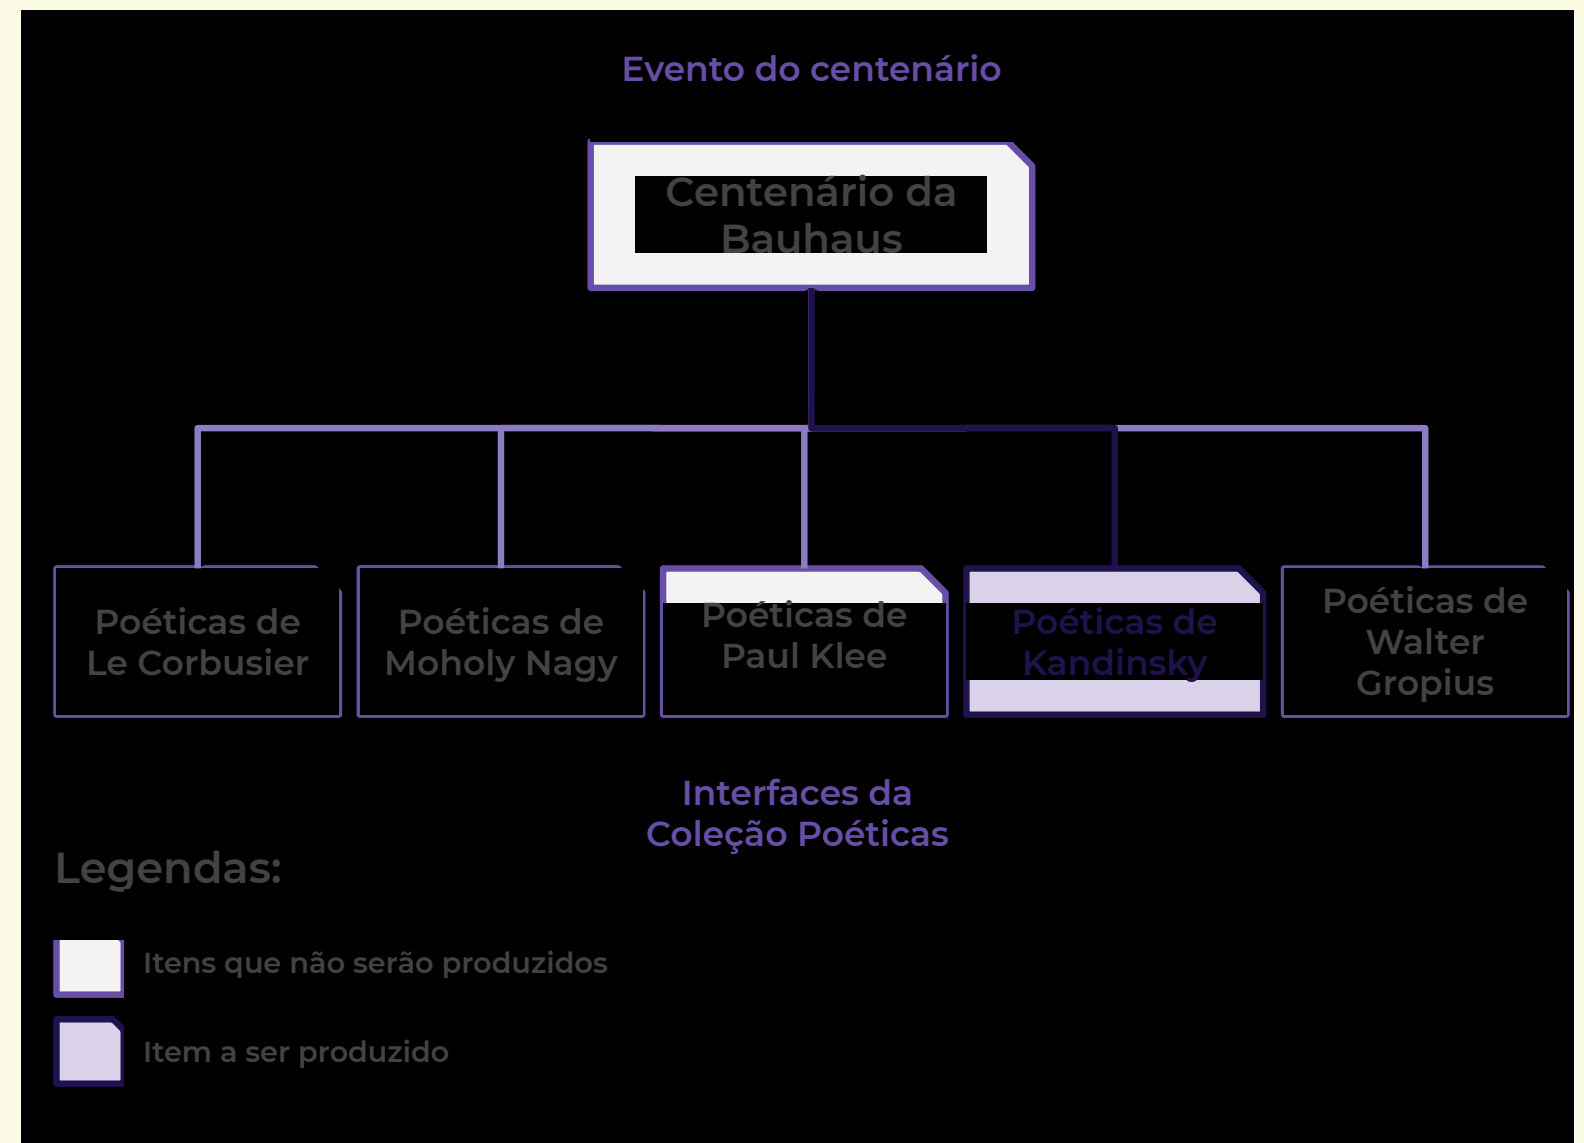 Evento do centenário
Centenário da
Bauhaus
Poéticas de
Le Corbusier
Poéticas de
Moholy Nagy
Poéticas de
Paul Klee
Poéticas de
Kandinsky
Poéticas de
Walter
Gropius
Interfaces da
Coleção Poéticas
Legendas:
Itens que não serão produzidos
Item a ser produzido